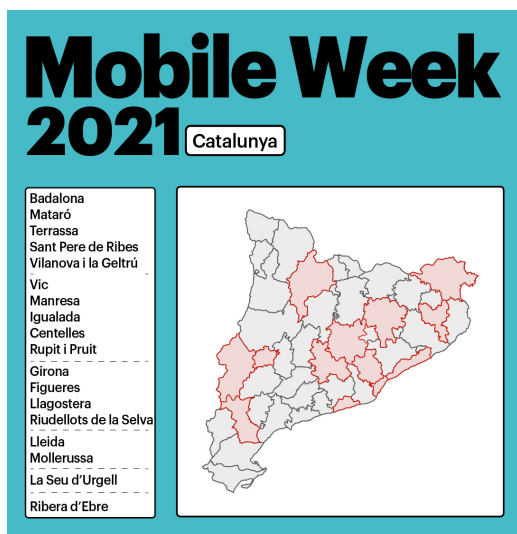 Mobile Week
2021 Catalunya
Badalona
Mataró
Terrassa
Sant Pere de Ribes
Vilanova i la Geltrú
Vic
Manresa
Igualada
Centelles
Rupit i Pruit
Girona
Figueres
Llagostera
Riudellots de la Selva
Lleida
Mollerussa
La Seu d'Urgell
Ribera d'Ebre